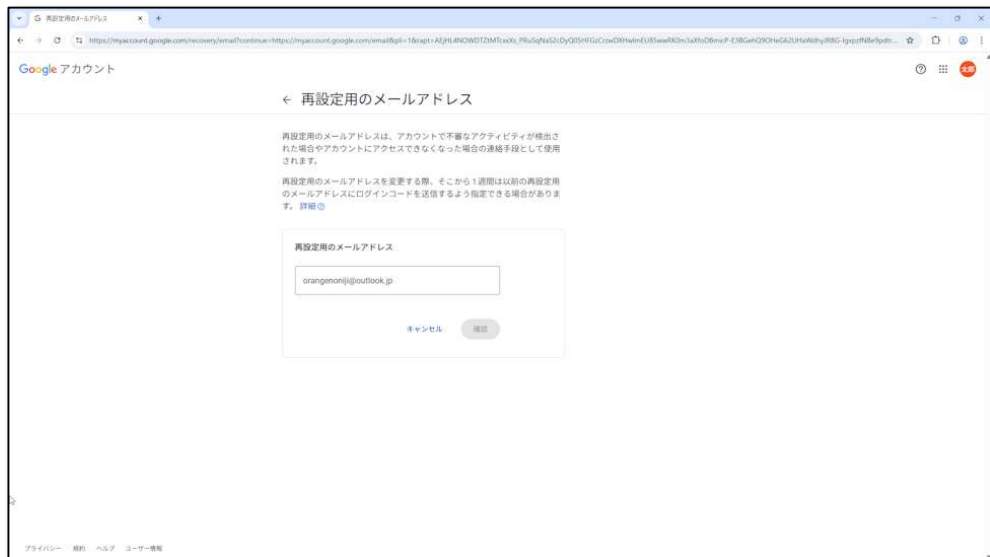 再設定用のメールアドレス
Google アカウント
太郎
← 再設定用のメールアドレス
再設定用のメールアドレスは、アカウントで不審なアクティビティが検出さ
れた場合やアカウントにアクセスできなくなった場合の連絡手段として使用
されます。
再設定用のメールアドレスを変更する際、そこから1週間は以前の再設定用
のメールアドレスにログインコードを送信するよう指定できる場合がありま
す。 詳細
再設定用のメールアドレス
orangenoniji@outlook.jp
キャンセル 確認
プライバシー 規約 ヘルプ ユーザー情報